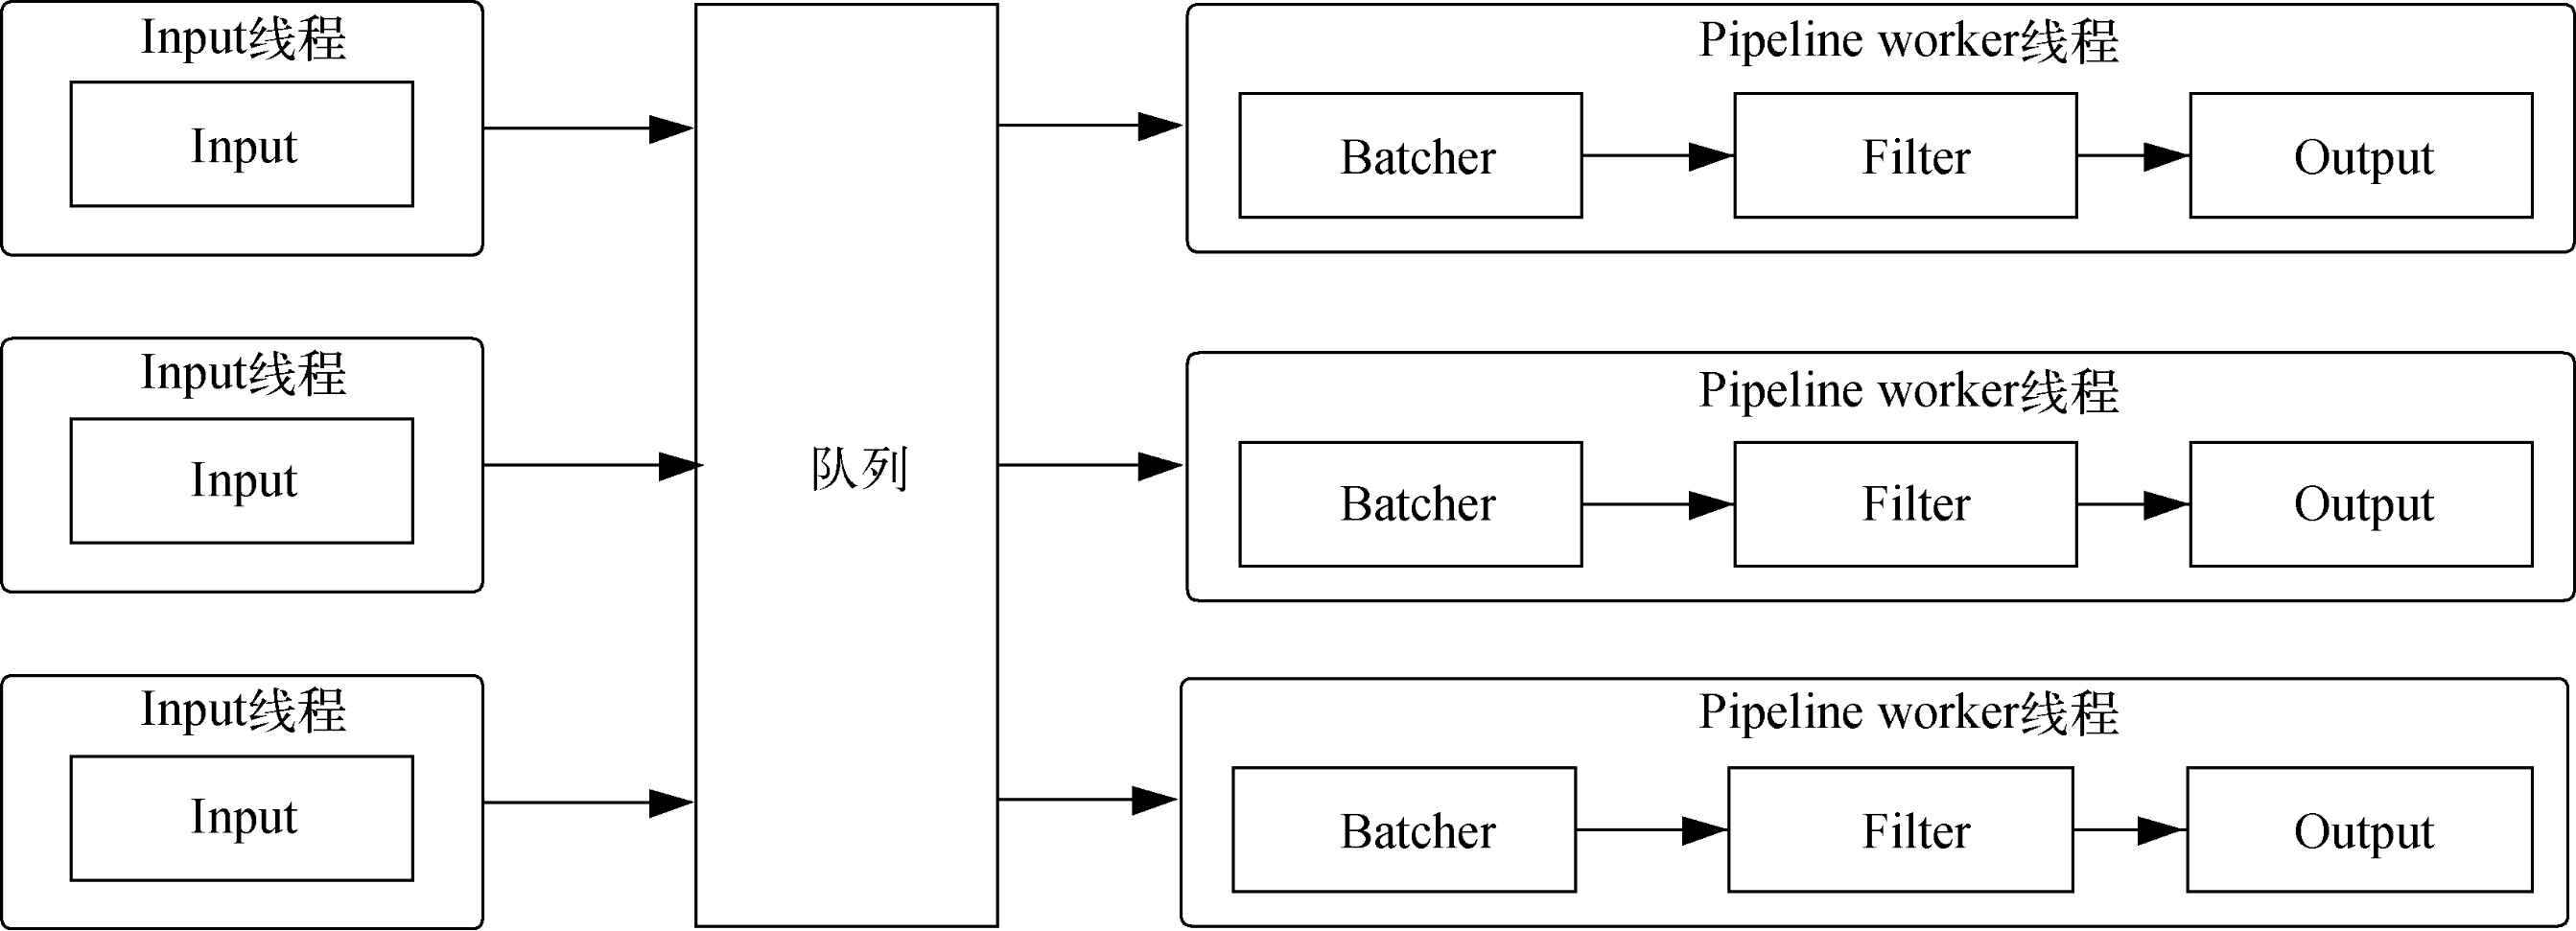 Input线程
Input
Input线程
Input
Input线程
Input
队列
Pipeline worker线程
Batcher
Filter
Output
Pipeline worker线程
Batcher
Filter
Output
Pipeline worker线程
Batcher
Filter
Output